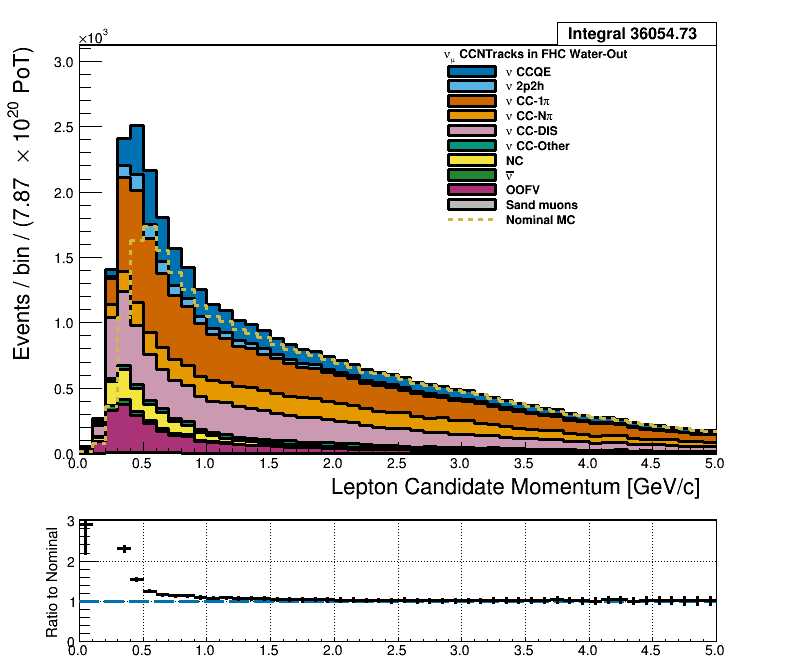 Integral 36054.73
×10³
ν_μ CCNTracks in FHC Water-Out
ν CCQE
ν 2p2h
ν CC-1π
ν CC-Nπ
ν CC-DIS
ν CC-Other
NC
ν̅
OOFV
Sand muons
Nominal MC
Events / bin / (7.87 × 10²⁰ PoT)
3.0
2.5
2.0
1.5
1.0
0.5
0.0
0.0 0.5 1.0 1.5 2.0 2.5 3.0 3.5 4.0 4.5 5.0
Lepton Candidate Momentum [GeV/c]
Ratio to Nominal
3
2
1
0
0.0 0.5 1.0 1.5 2.0 2.5 3.0 3.5 4.0 4.5 5.0